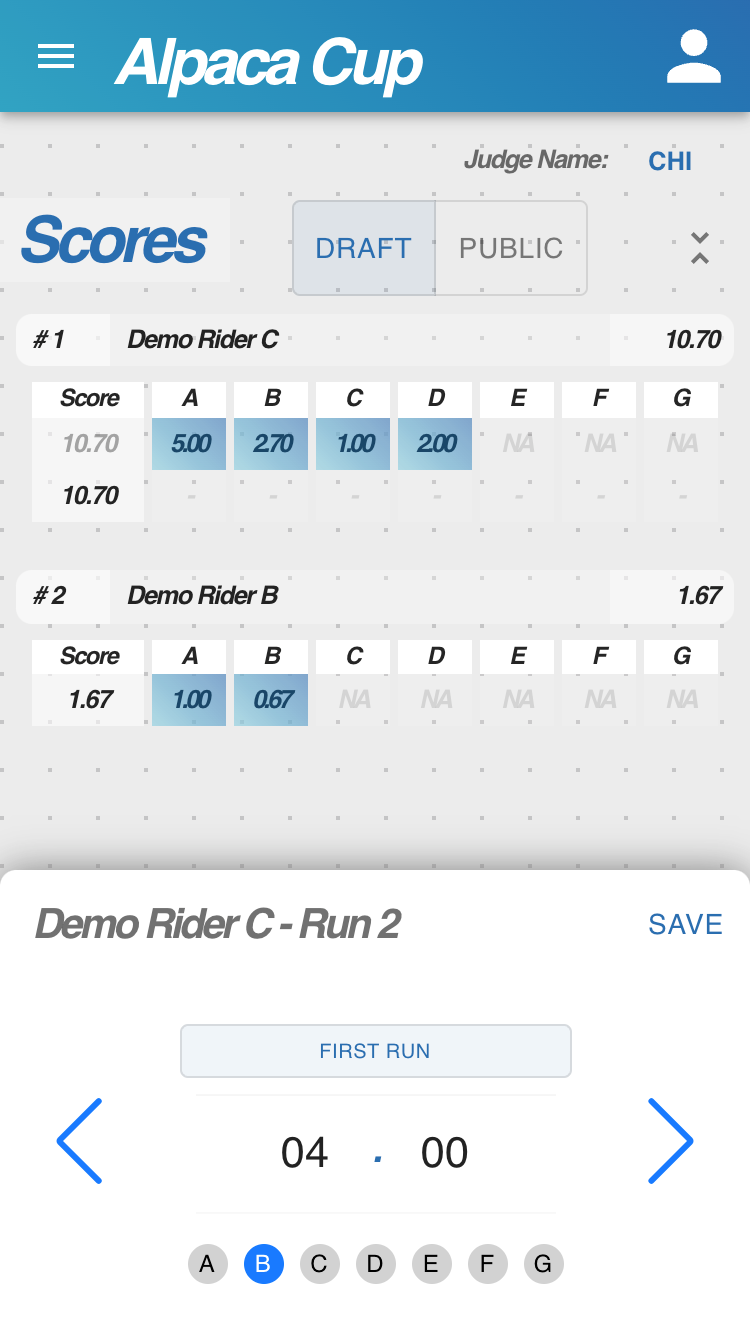 Alpaca Cup
Judge Name: CHI
Scores DRAFT PUBLIC
# 1 Demo Rider C 10.70
Score A B C D E F G
10.70 5.00 2.70 1.00 2.00 NA NA NA
10.70 - - - - - - -
# 2 Demo Rider B 1.67
Score A B C D E F G
1.67 1.00 0.67 NA NA NA NA NA
Demo Rider C - Run 2 SAVE
FIRST RUN
04 . 00
A B C D E F G